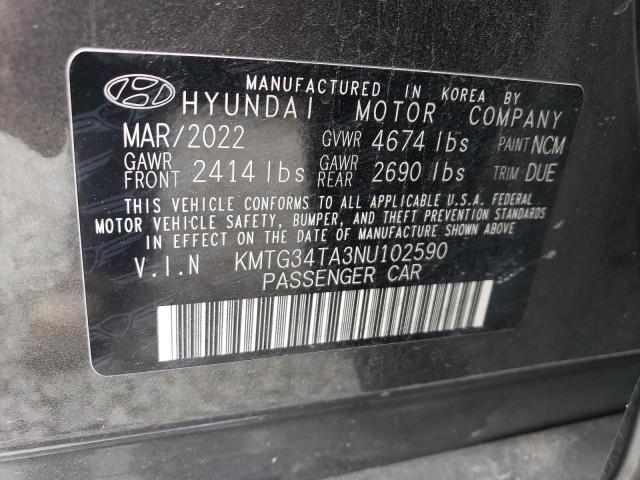 MANUFACTURED IN KOREA BY
HYUNDAI MOTOR COMPANY
MAR/2022 GVWR 4674 lbs PAINT NCM
GAWR FRONT 2414 lbs GAWR REAR 2690 lbs TRIM DUE
THIS VEHICLE CONFORMS TO ALL APPLICABLE U.S.A. FEDERAL
MOTOR VEHICLE SAFETY, BUMPER, AND THEFT PREVENTION STANDARDS
IN EFFECT ON THE DATE OF MANUFACTURE SHOWN ABOVE
V.I.N KMTG34TA3NU102590
PASSENGER CAR